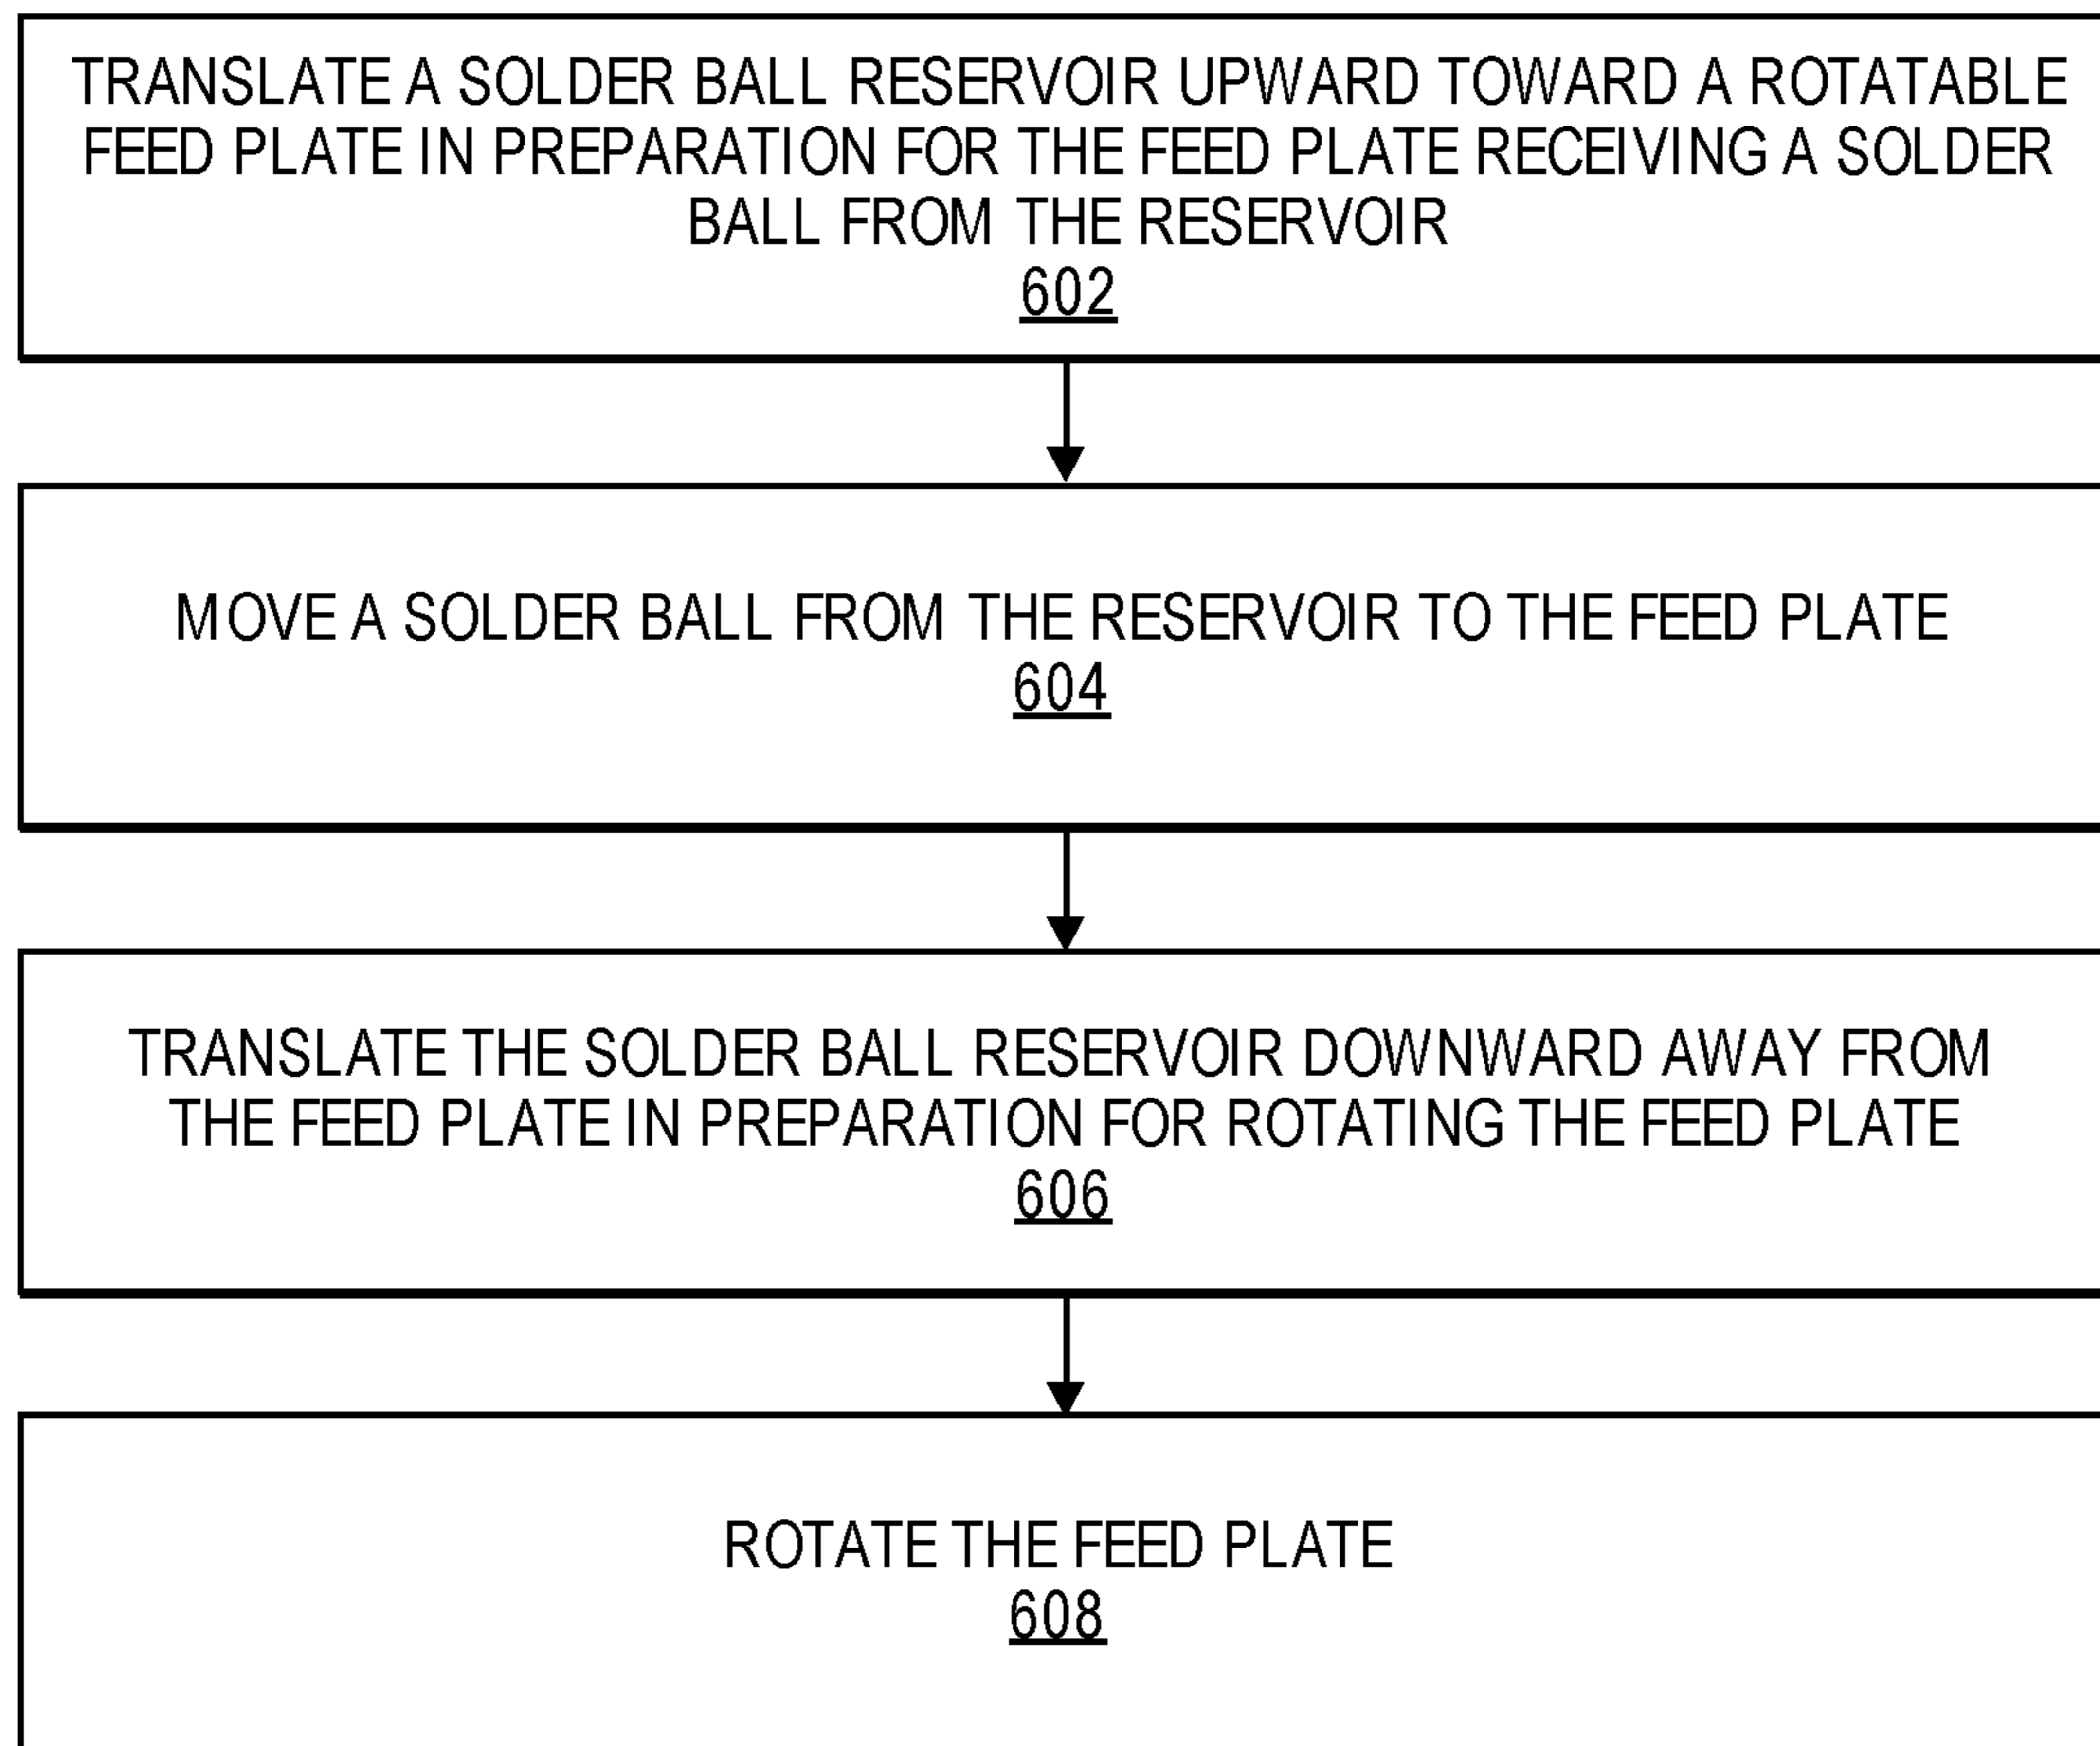 TRANSLATE A SOLDER BALL RESERVOIR UPWARD TOWARD A ROTATABLE
FEED PLATE IN PREPARATION FOR THE FEED PLATE RECEIVING A SOLDER
BALL FROM THE RESERVOIR
602
MOVE A SOLDER BALL FROM THE RESERVOIR TO THE FEED PLATE
604
TRANSLATE THE SOLDER BALL RESERVOIR DOWNWARD AWAY FROM
THE FEED PLATE IN PREPARATION FOR ROTATING THE FEED PLATE
606
ROTATE THE FEED PLATE
608